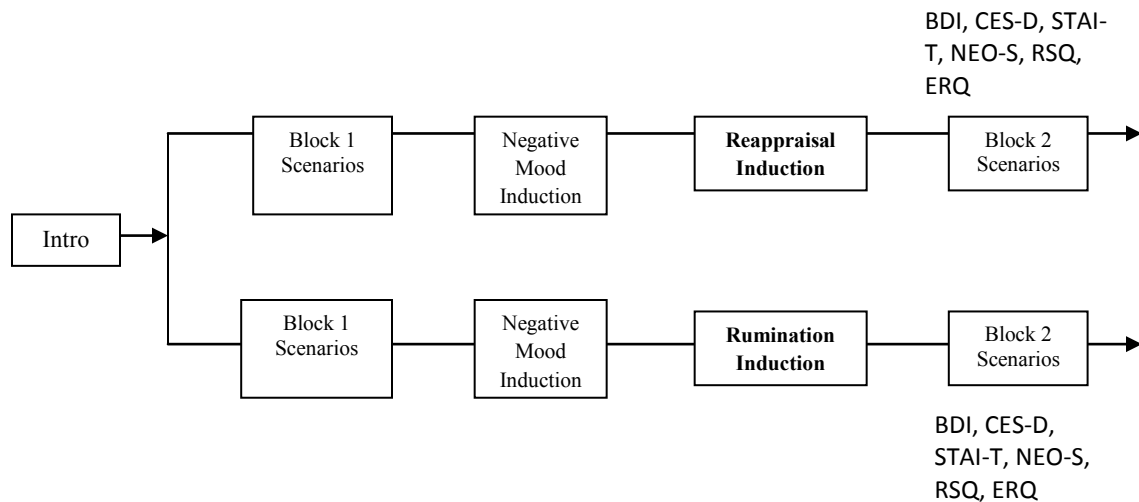 BDI, CES-D, STAI-
T, NEO-S, RSQ,
ERQ
Block 1
Scenarios
Negative
Mood
Induction
Reappraisal
Induction
Block 2
Scenarios
Intro
Block 1
Scenarios
Negative
Mood
Induction
Rumination
Induction
Block 2
Scenarios
BDI, CES-D,
STAI-T, NEO-S,
RSQ, ERQ